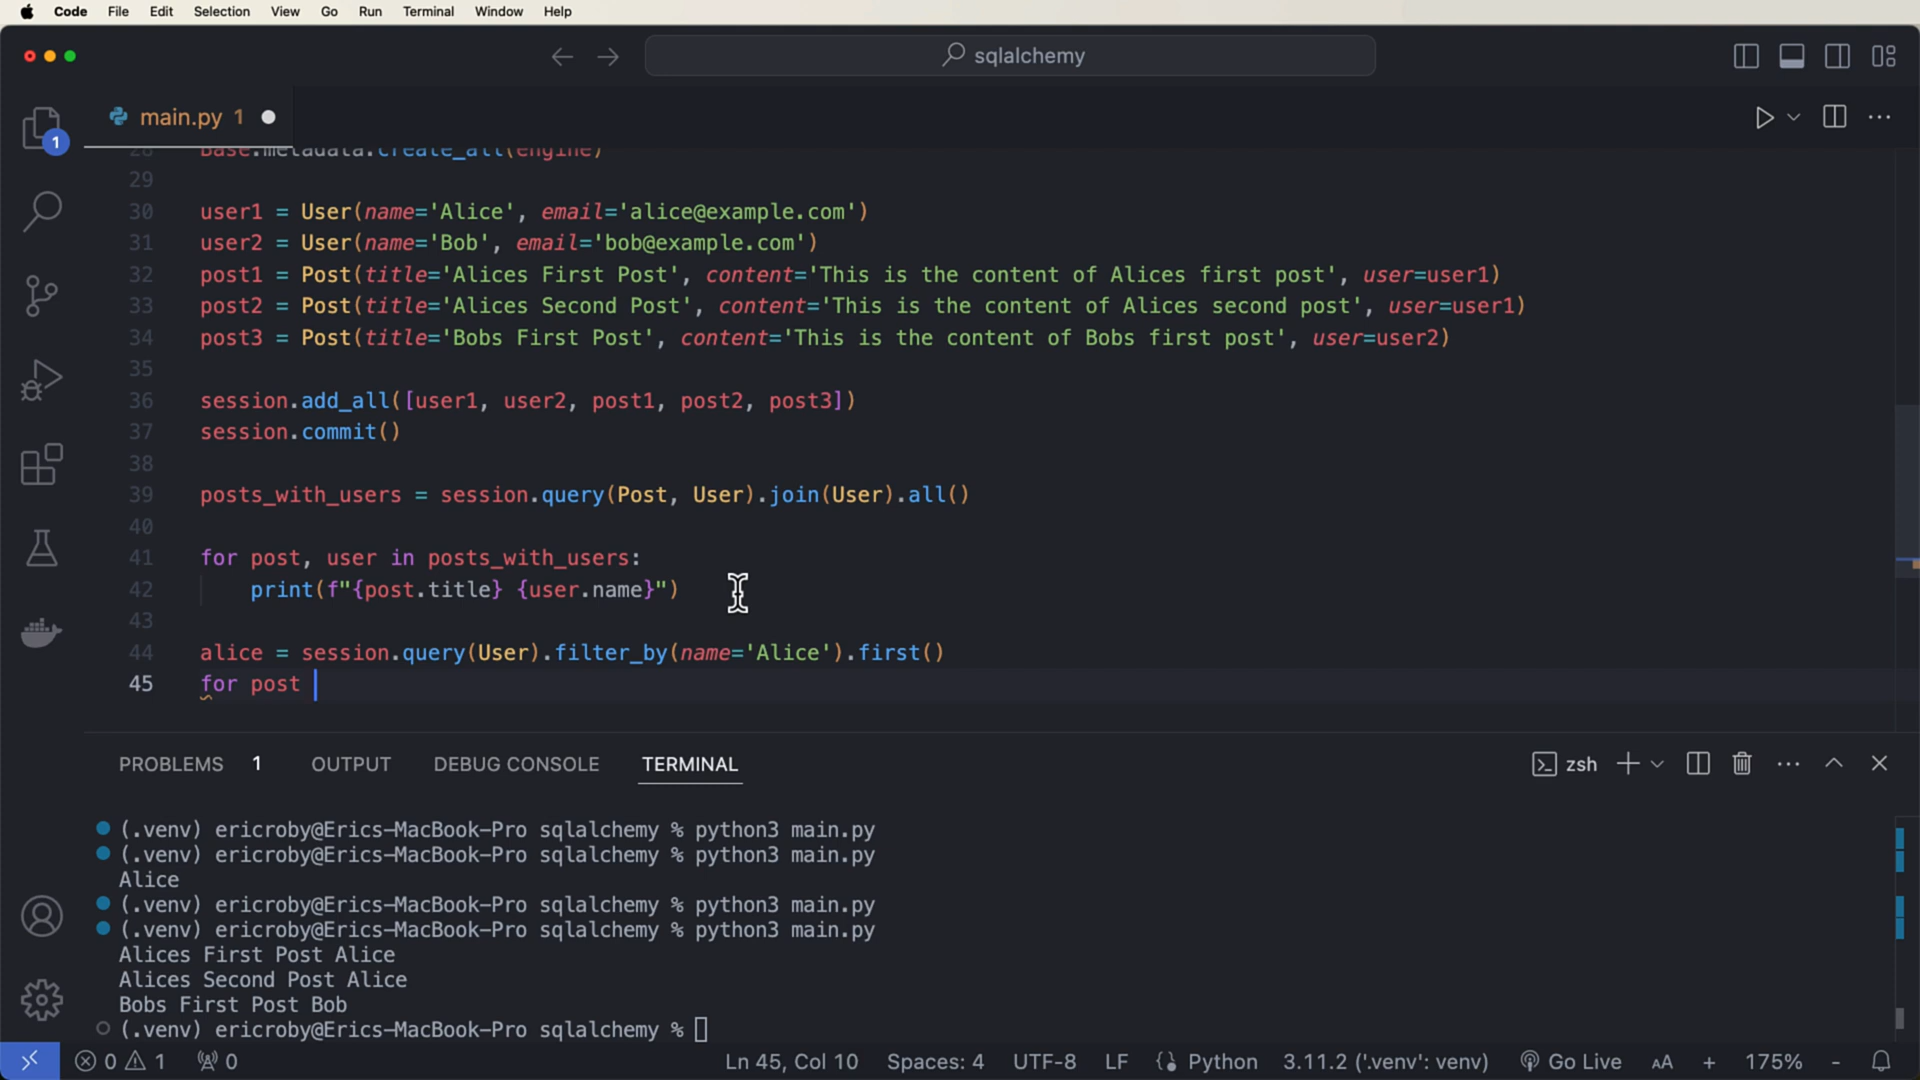 Code File Edit Selection View Go Run Terminal Window Help
sqlalchemy
main.py 1
1
28 Base.metadata.create_all(engine)
29
30 user1 = User(name='Alice', email='alice@example.com')
31 user2 = User(name='Bob', email='bob@example.com')
32 post1 = Post(title='Alices First Post', content='This is the content of Alices first post', user=user1)
33 post2 = Post(title='Alices Second Post', content='This is the content of Alices second post', user=user1)
34 post3 = Post(title='Bobs First Post', content='This is the content of Bobs first post', user=user2)
35
36 session.add_all([user1, user2, post1, post2, post3])
37 session.commit()
38
39 posts_with_users = session.query(Post, User).join(User).all()
40
41 for post, user in posts_with_users:
42 print(f"{post.title} {user.name}")
43
44 alice = session.query(User).filter_by(name='Alice').first()
45 for post
PROBLEMS 1 OUTPUT DEBUG CONSOLE TERMINAL zsh
(.venv) ericroby@Erics-MacBook-Pro sqlalchemy % python3 main.py
(.venv) ericroby@Erics-MacBook-Pro sqlalchemy % python3 main.py
Alice
(.venv) ericroby@Erics-MacBook-Pro sqlalchemy % python3 main.py
(.venv) ericroby@Erics-MacBook-Pro sqlalchemy % python3 main.py
Alices First Post Alice
Alices Second Post Alice
Bobs First Post Bob
(.venv) ericroby@Erics-MacBook-Pro sqlalchemy %
0 1 0 Ln 45, Col 10 Spaces: 4 UTF-8 LF Python 3.11.2 ('.venv': venv) Go Live AA + 175% -